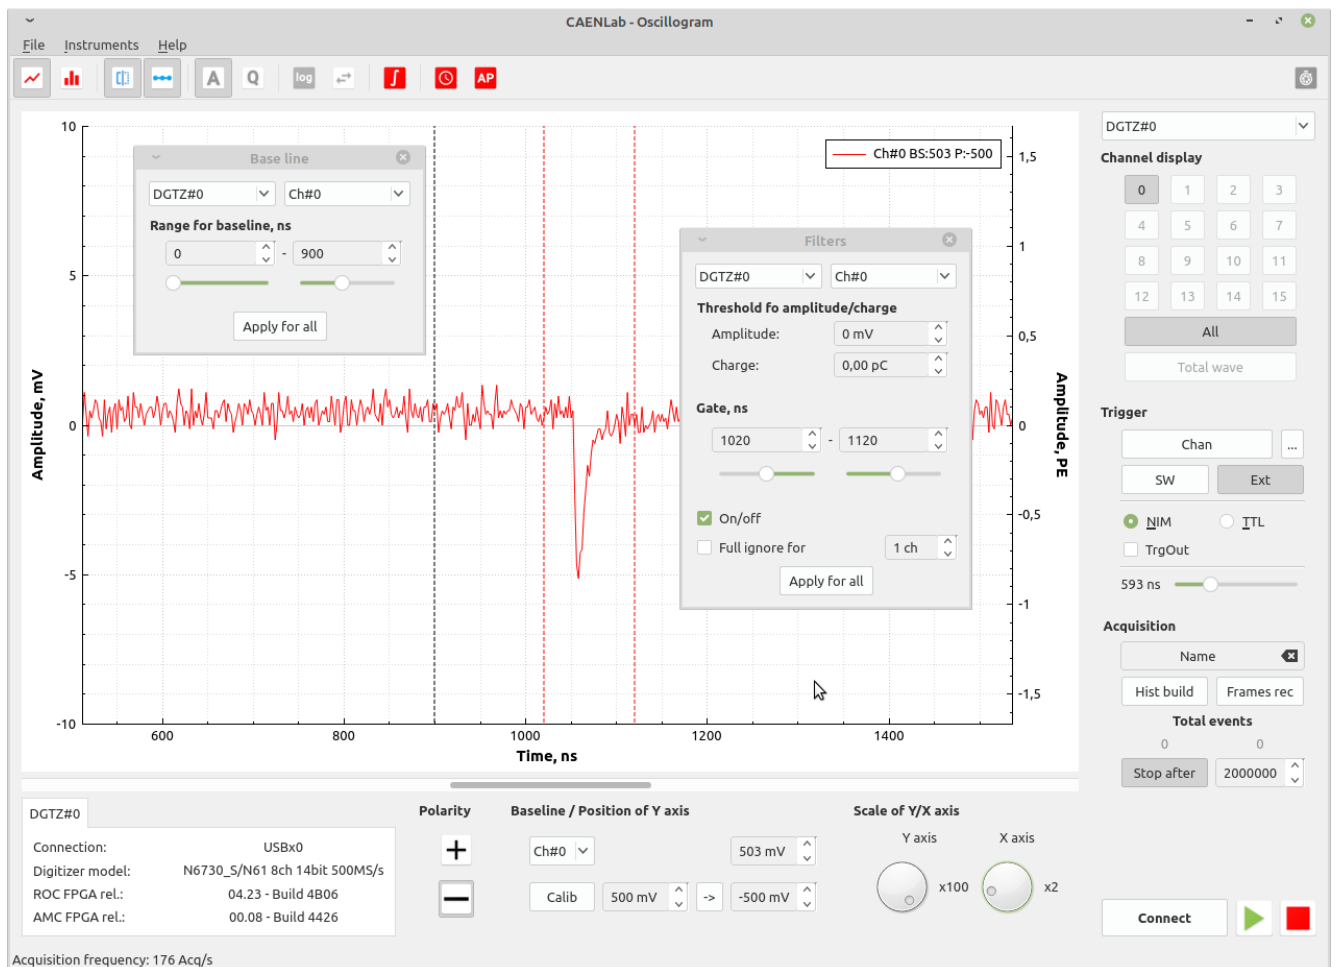 CAENLab - Oscillogram
File Instruments Help
A Q log ∫ AP
DGTZ#0
Channel display
0 1 2 3
4 5 6 7
8 9 10 11
12 13 14 15
All
Total wave
Trigger
Chan ...
SW Ext
NIM TTL
TrgOut
593 ns
Acquisition
Name
Hist build Frames rec
Total events
0 0
Stop after 2000000
Connect
Ch#0 BS:503 P:-500
Base line
DGTZ#0 Ch#0
Range for baseline, ns
0 - 900
Apply for all
Filters
DGTZ#0 Ch#0
Threshold fo amplitude/charge
Amplitude: 0 mV
Charge: 0,00 pC
Gate, ns
1020 - 1120
On/off
Full ignore for 1 ch
Apply for all
Amplitude, mV
10
5
0
-5
-10
600 800 1000 1200 1400
Time, ns
1,5
1
0,5
0
-0,5
-1
-1,5
Amplitude, PE
DGTZ#0
Connection: USBx0
Digitizer model: N6730_S/N61 8ch 14bit 500MS/s
ROC FPGA rel.: 04.23 - Build 4B06
AMC FPGA rel.: 00.08 - Build 4426
Polarity
+
−
Baseline / Position of Y axis
Ch#0 503 mV
Calib 500 mV -> -500 mV
Scale of Y/X axis
Y axis X axis
x100 x2
Acquisition frequency: 176 Acq/s